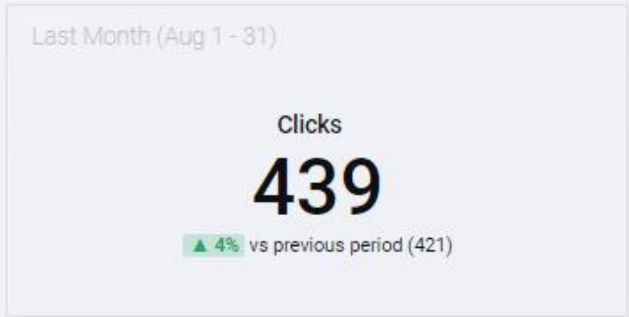 Last Month (Aug 1 - 31)
Clicks
439
▲ 4% vs previous period (421)